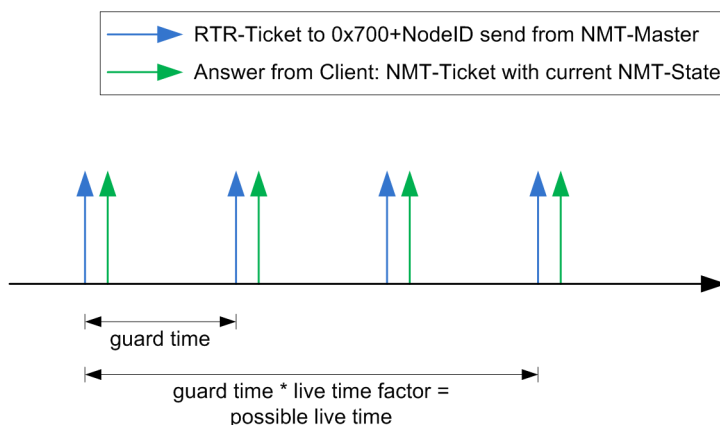 RTR-Ticket to 0x700+NodeID send from NMT-Master
Answer from Client: NMT-Ticket with current NMT-State
guard time
guard time * live time factor =
possible live time